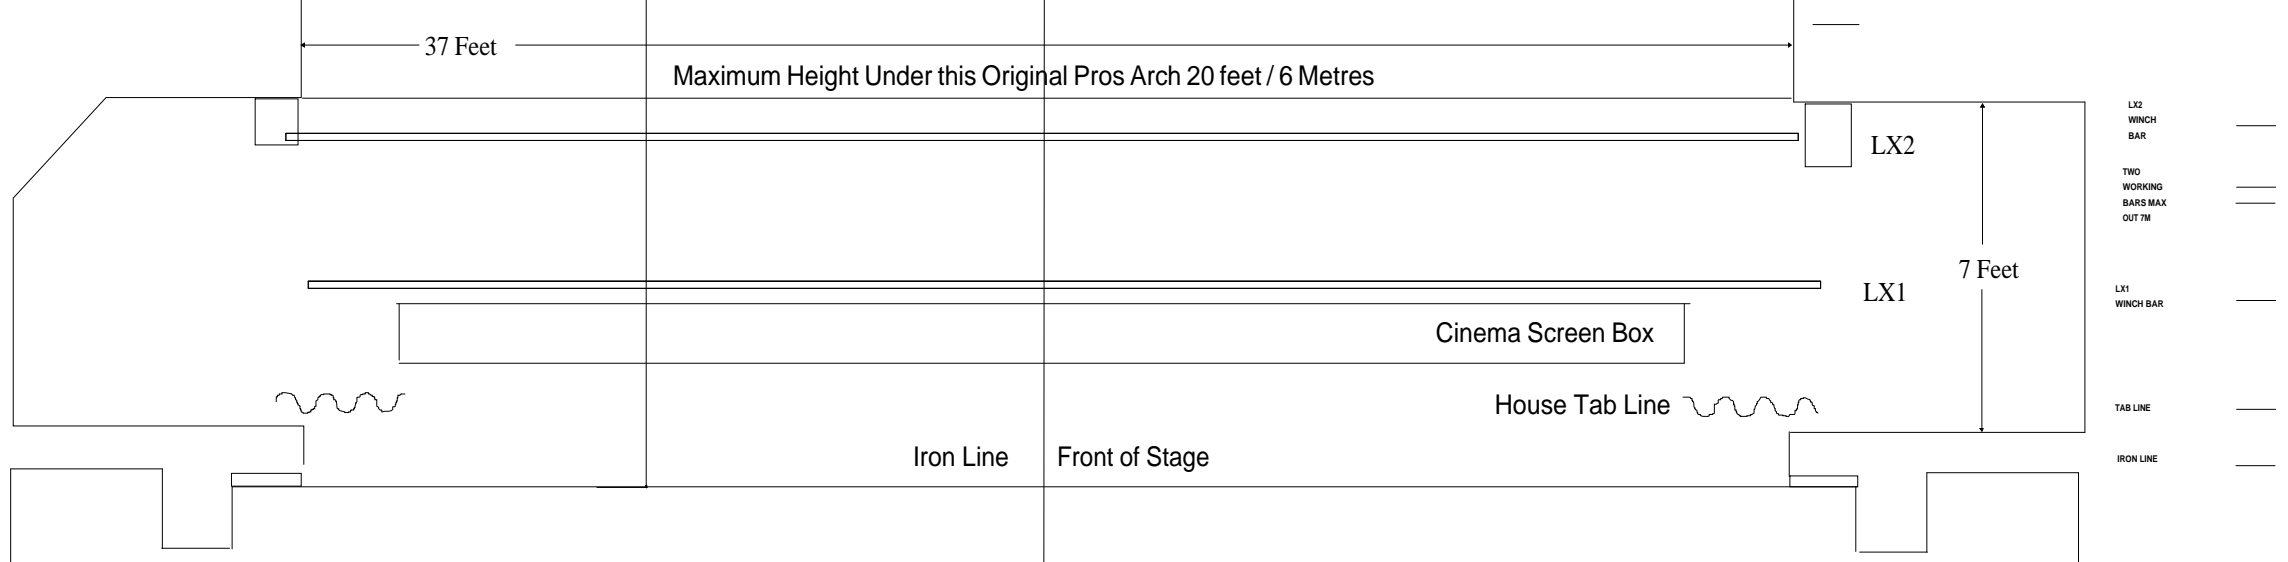 37 Feet
Maximum Height Under this Original Pros Arch 20 feet / 6 Metres
LX2
LX2
WINCH
BAR
TWO
WORKING
BARS MAX
OUT 7M
7 Feet
LX1
LX1
WINCH BAR
Cinema Screen Box
House Tab Line
TAB LINE
Iron Line
Front of Stage
IRON LINE